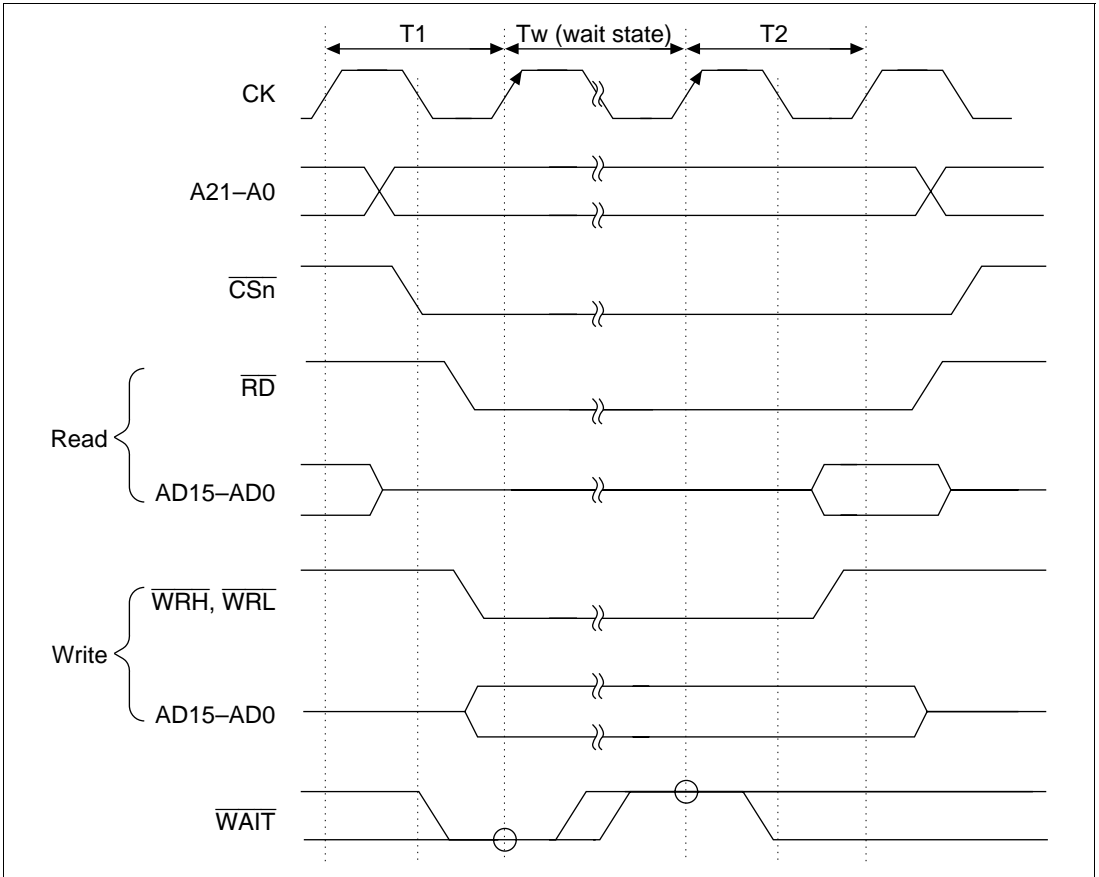 T1 Tw (wait state) T2
CK
A21–A0
CSn
RD
Read
AD15–AD0
WRH, WRL
Write
AD15–AD0
WAIT